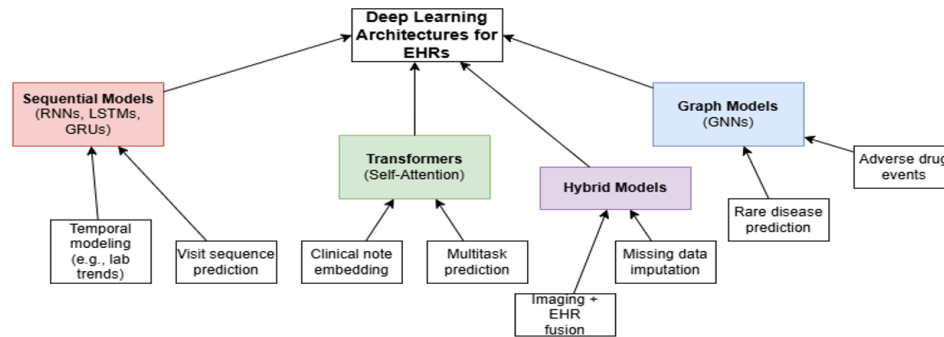 Deep Learning
Architectures for
EHRs
Sequential Models
(RNNs, LSTMs,
GRUs)
Graph Models
(GNNs)
Transformers
(Self-Attention)
Hybrid Models
Adverse drug
events
Temporal
modeling
(e.g., lab
trends)
Visit sequence
prediction
Clinical note
embedding
Multitask
prediction
Imaging +
EHR
fusion
Missing data
imputation
Rare disease
prediction